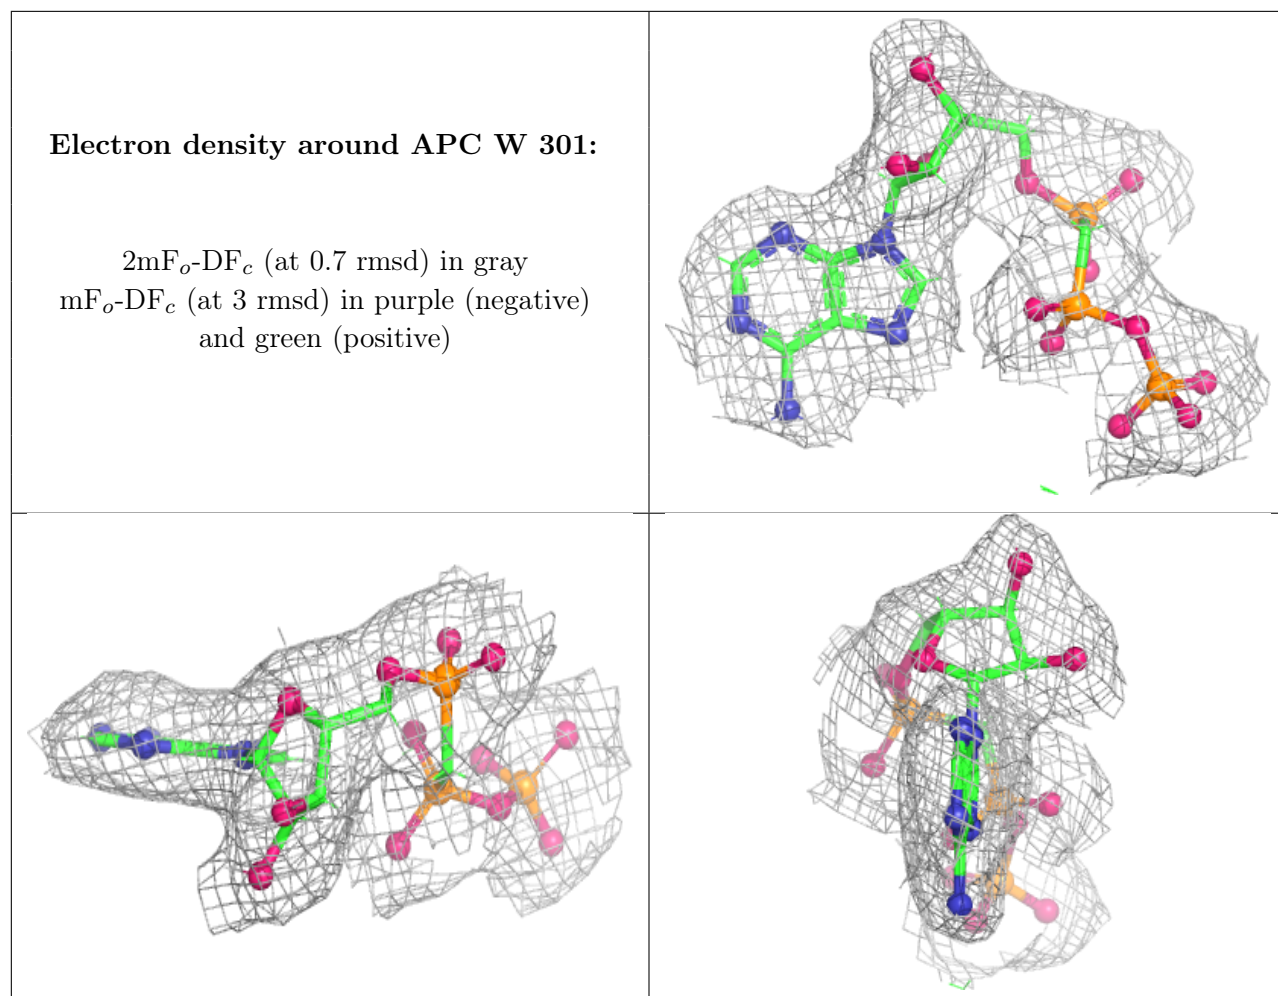 Electron density around APC W 301:
2mFo-DFc (at 0.7 rmsd) in gray
mFo-DFc (at 3 rmsd) in purple (negative)
and green (positive)